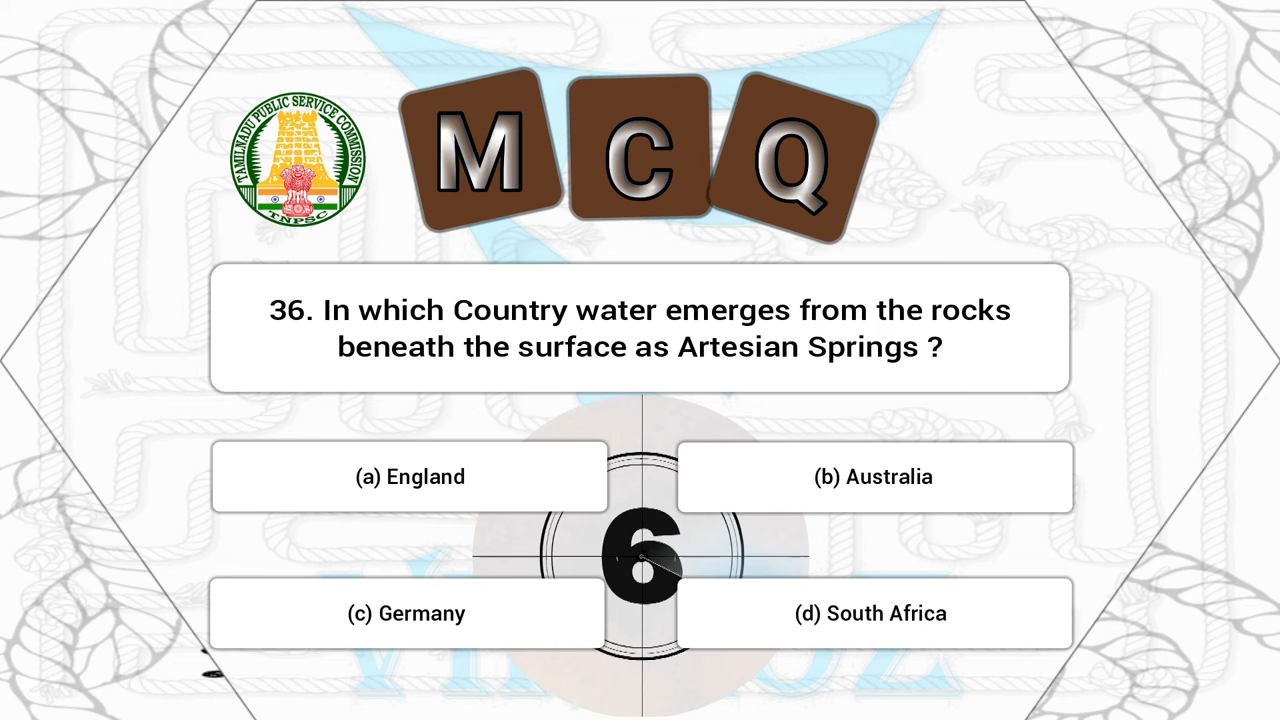 TAMILNADU PUBLIC SERVICE COMMISSION
TNPSC
M C Q
36. In which Country water emerges from the rocks
beneath the surface as Artesian Springs ?
(a) England
(b) Australia
6
(c) Germany
(d) South Africa